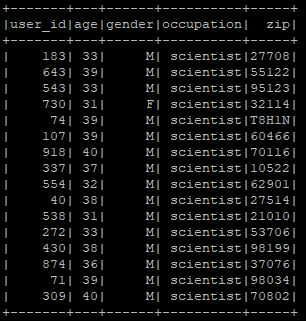 +-------+---+------+----------+-----+
|user_id|age|gender|occupation|  zip|
+-------+---+------+----------+-----+
|    183| 33|     M| scientist|27708|
|    643| 39|     M| scientist|55122|
|    543| 33|     M| scientist|95123|
|    730| 31|     F| scientist|32114|
|     74| 39|     M| scientist|T8H1N|
|    107| 39|     M| scientist|60466|
|    918| 40|     M| scientist|70116|
|    337| 37|     M| scientist|10522|
|    554| 32|     M| scientist|62901|
|     40| 38|     M| scientist|27514|
|    538| 31|     M| scientist|21010|
|    272| 33|     M| scientist|53706|
|    430| 38|     M| scientist|98199|
|    874| 36|     M| scientist|37076|
|     71| 39|     M| scientist|98034|
|    309| 40|     M| scientist|70802|
+-------+---+------+----------+-----+